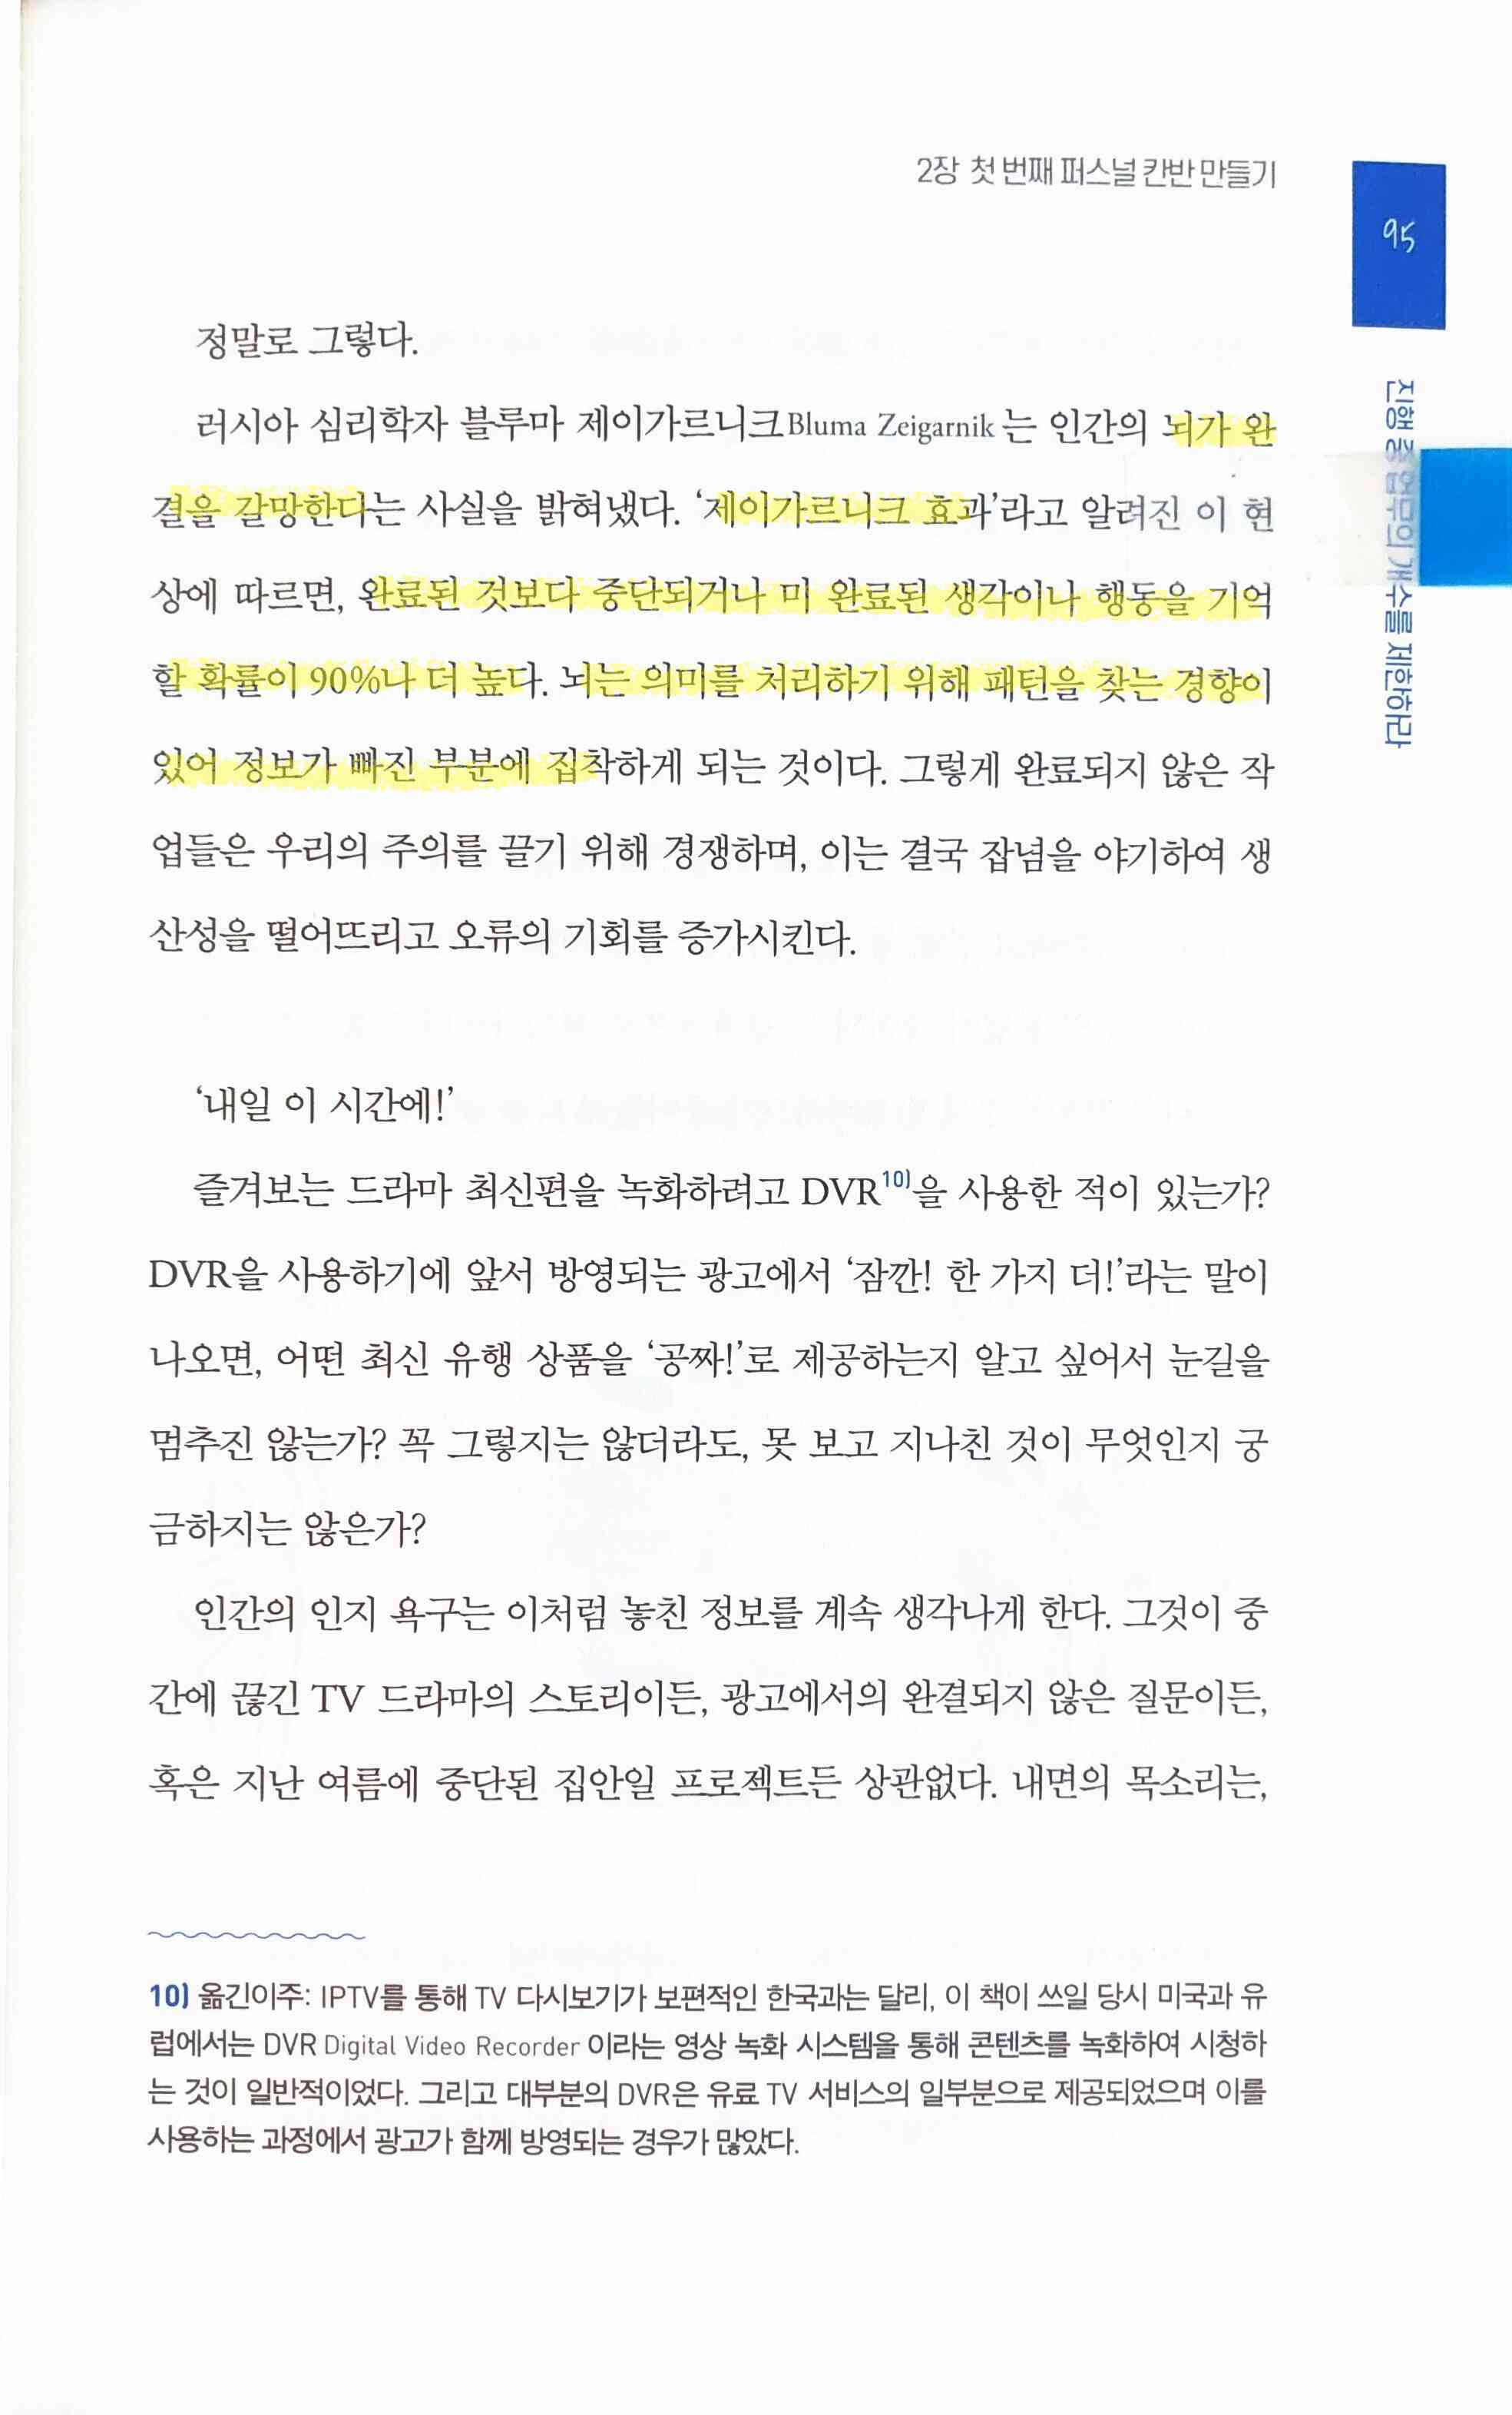 2장 첫 번째 퍼스널 칸반 만들기
95
진행 중 업무의 개수를 제한하라
정말로 그렇다.
러시아 심리학자 블루마 제이가르니크Bluma Zeigarnik는 인간의 뇌가 완
결을 갈망한다는 사실을 밝혀냈다. ‘제이가르니크 효과’라고 알려진 이 현
상에 따르면, 완료된 것보다 중단되거나 미 완료된 생각이나 행동을 기억
할 확률이 90%나 더 높다. 뇌는 의미를 처리하기 위해 패턴을 찾는 경향이
있어 정보가 빠진 부분에 집착하게 되는 것이다. 그렇게 완료되지 않은 작
업들은 우리의 주의를 끌기 위해 경쟁하며, 이는 결국 잡념을 야기하여 생
산성을 떨어뜨리고 오류의 기회를 증가시킨다.
‘내일 이 시간에!’
즐겨보는 드라마 최신편을 녹화하려고 DVR10)을 사용한 적이 있는가?
DVR을 사용하기에 앞서 방영되는 광고에서 ‘잠깐! 한 가지 더!’라는 말이
나오면, 어떤 최신 유행 상품을 ‘공짜!’로 제공하는지 알고 싶어서 눈길을
멈추진 않는가? 꼭 그렇지는 않더라도, 못 보고 지나친 것이 무엇인지 궁
금하지는 않은가?
인간의 인지 욕구는 이처럼 놓친 정보를 계속 생각나게 한다. 그것이 중
간에 끊긴 TV 드라마의 스토리이든, 광고에서의 완결되지 않은 질문이든,
혹은 지난 여름에 중단된 집안일 프로젝트든 상관없다. 내면의 목소리는,
10) 옮긴이주: IPTV를 통해 TV 다시보기가 보편적인 한국과는 달리, 이 책이 쓰일 당시 미국과 유
럽에서는 DVR Digital Video Recorder 이라는 영상 녹화 시스템을 통해 콘텐츠를 녹화하여 시청하
는 것이 일반적이었다. 그리고 대부분의 DVR은 유료 TV 서비스의 일부분으로 제공되었으며 이를
사용하는 과정에서 광고가 함께 방영되는 경우가 많았다.